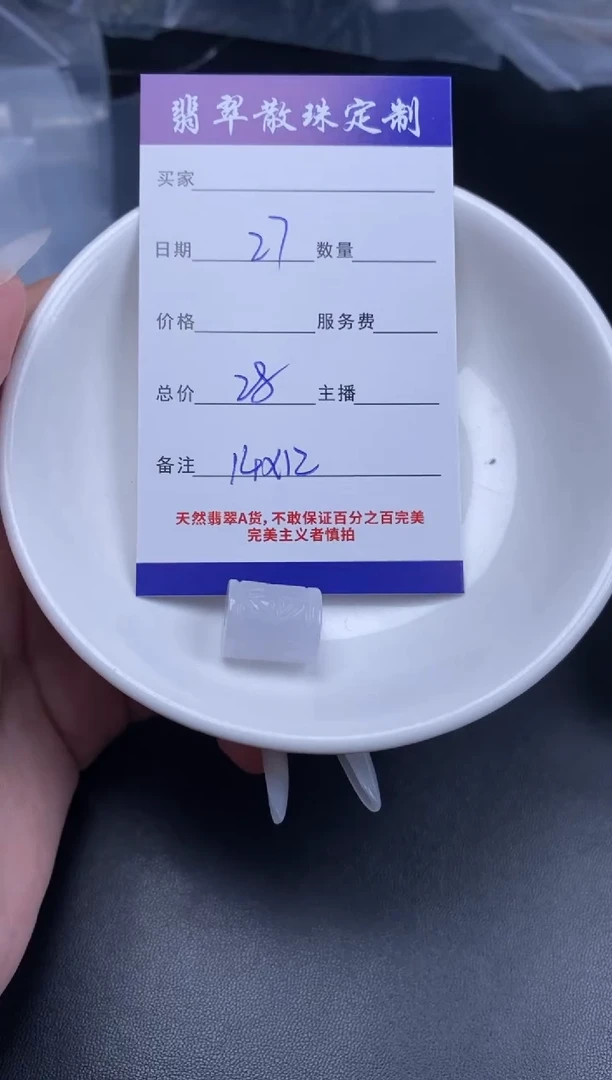 翡翠散珠定制
买家
日期 27 数量
价格 服务费
总价 28 主播
备注 14x12
天然翡翠A货,不敢保证百分之百完美
完美主义者慎拍